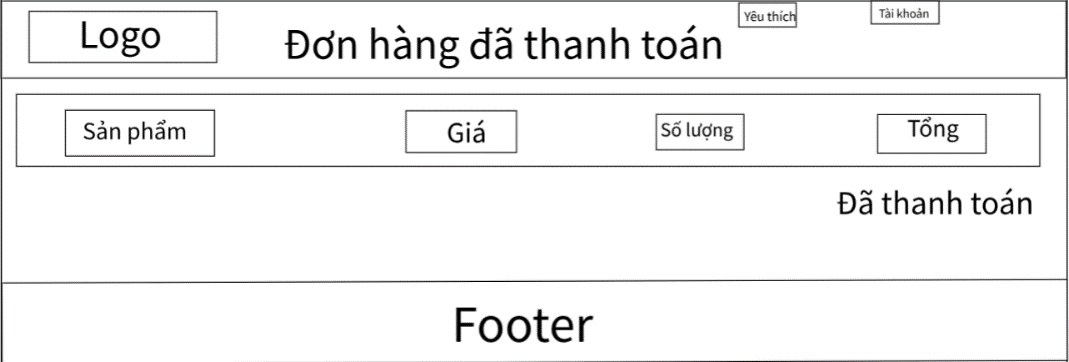 Logo
Đơn hàng đã thanh toán
Yêu thích
Tài khoản
Sản phẩm
Giá
Số lượng
Tổng
Đã thanh toán
Footer